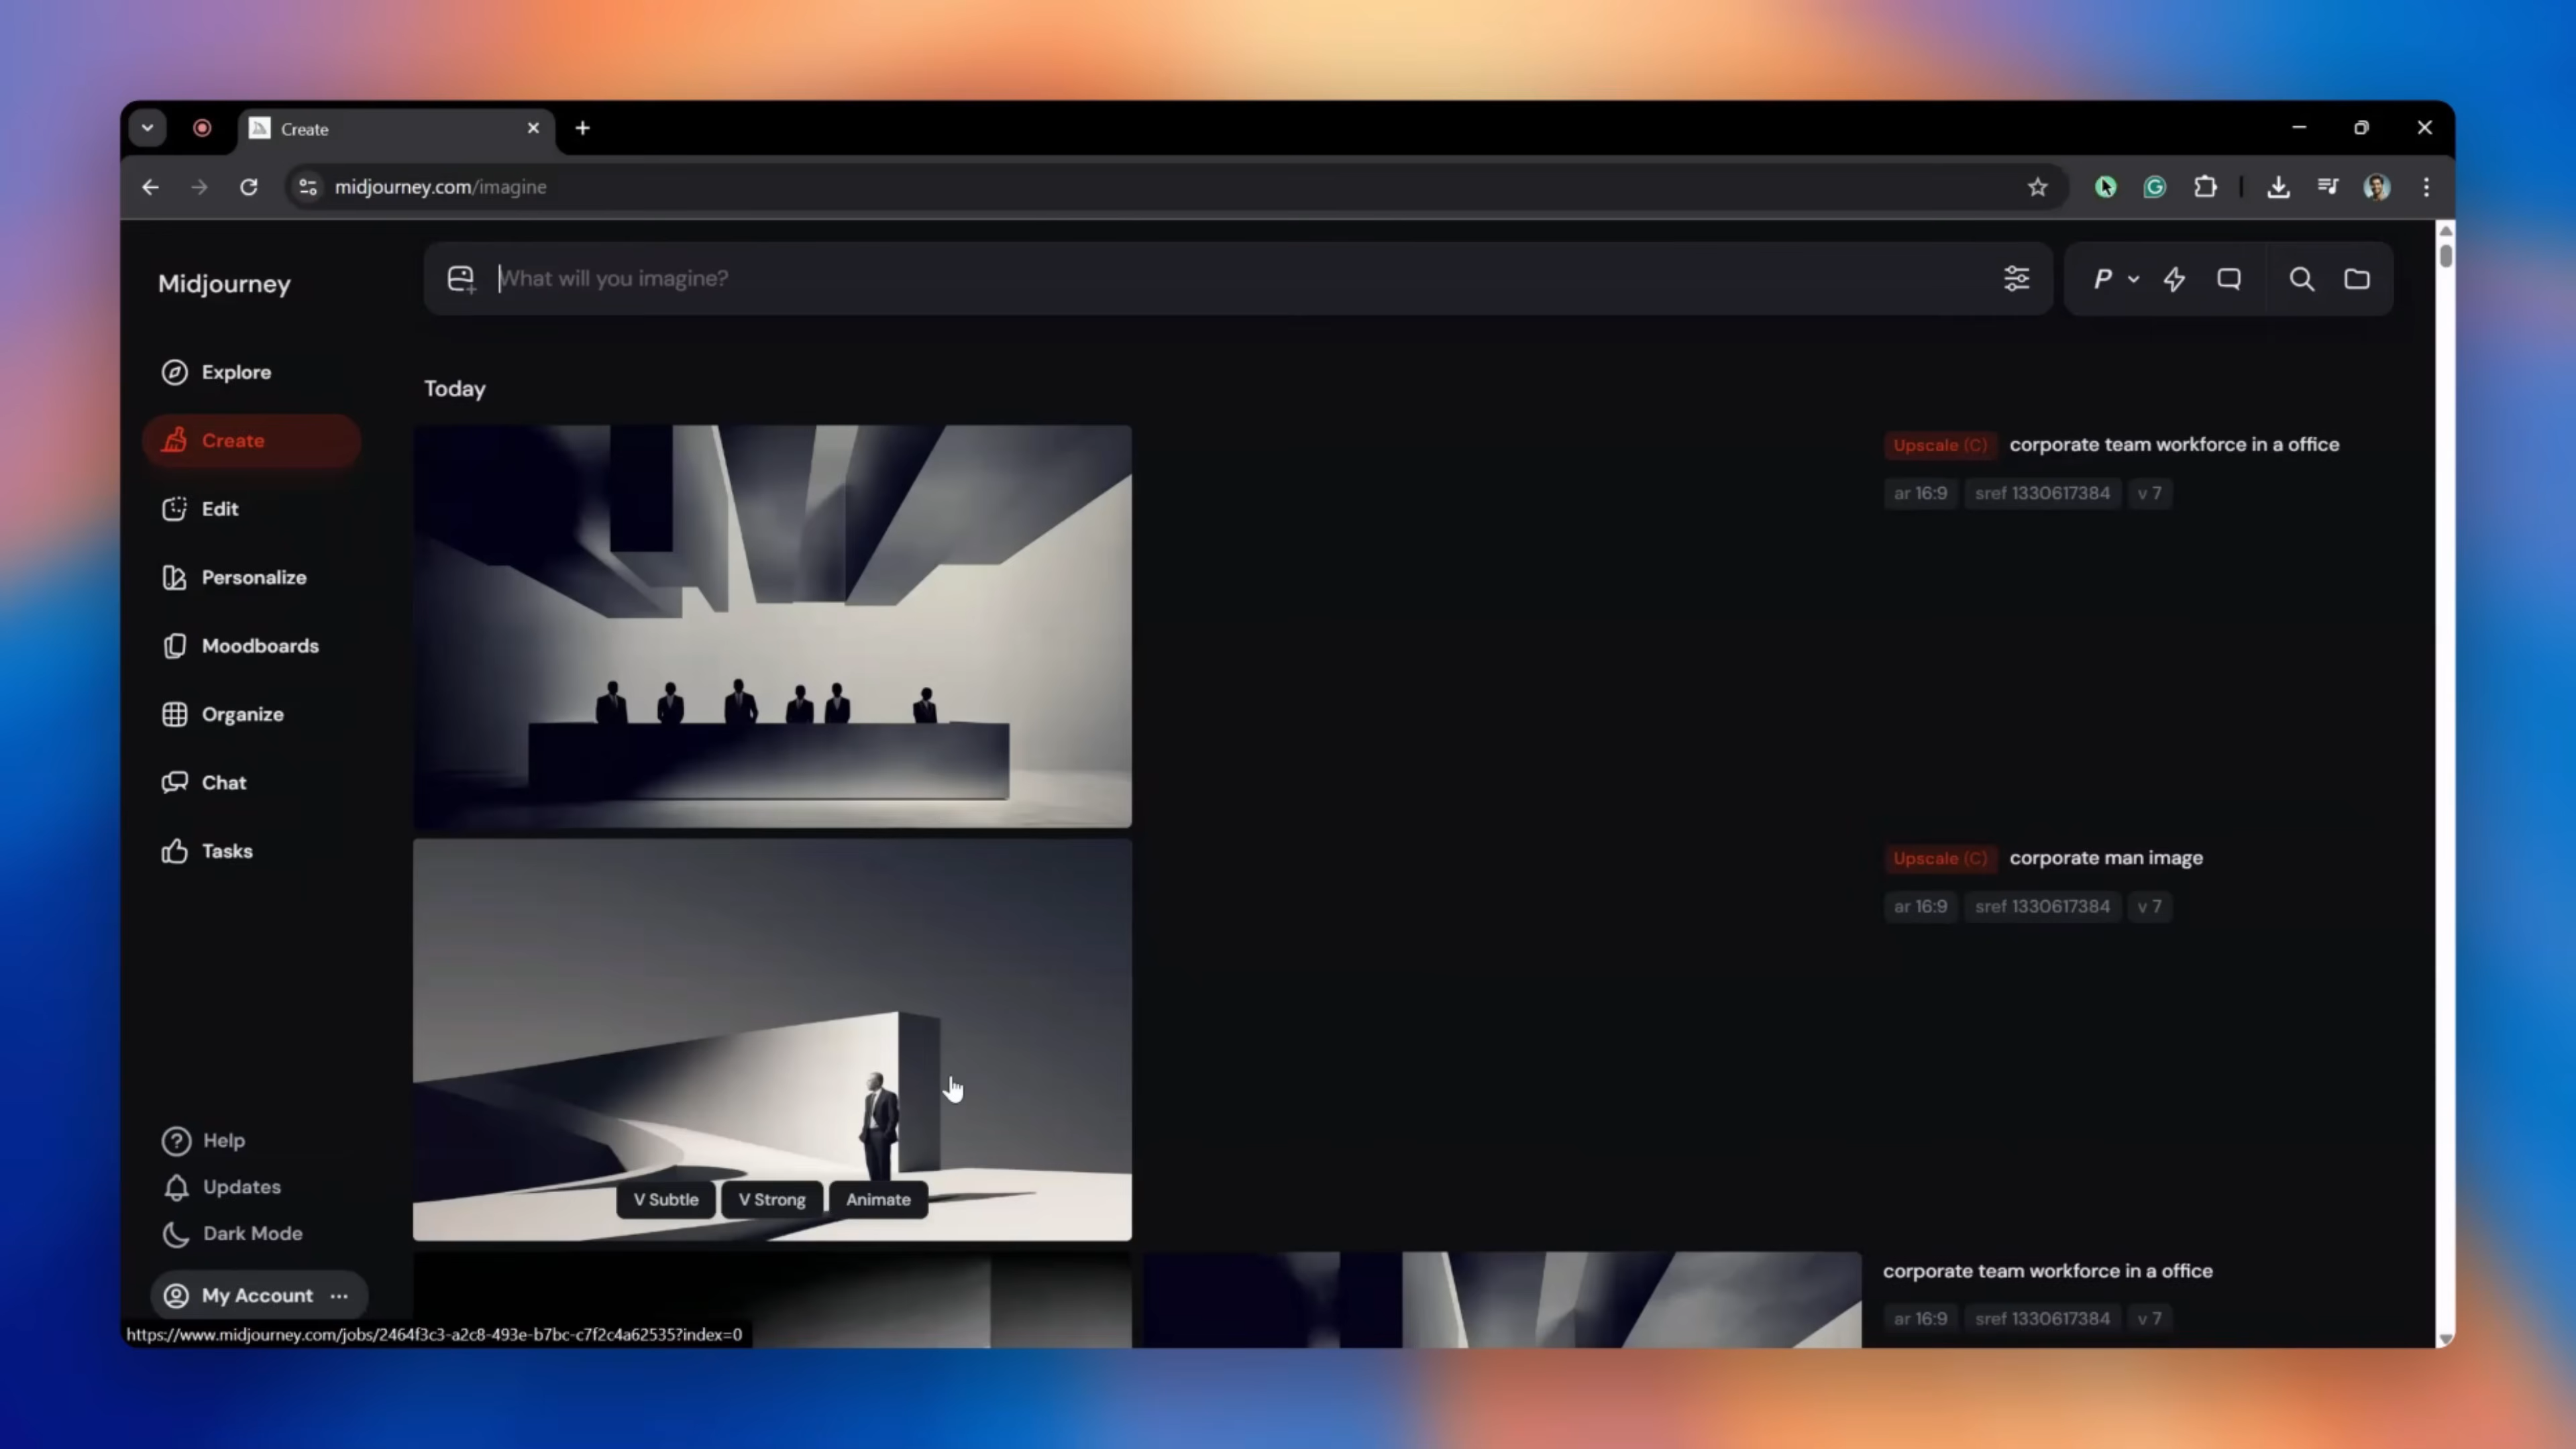 Create
midjourney.com/imagine
Midjourney
What will you imagine?
P
Explore
Create
Edit
Personalize
Moodboards
Organize
Chat
Tasks
Help
Updates
Dark Mode
My Account ...
Today
Upscale (C) corporate team workforce in a office
ar 16:9 sref 1330617384 v 7
Upscale (C) corporate man image
ar 16:9 sref 1330617384 v 7
V Subtle V Strong Animate
corporate team workforce in a office
ar 16:9 sref 1330617384 v 7
https://www.midjourney.com/jobs/2464f3c3-a2c8-493e-b7bc-c7f2c4a62535?index=0